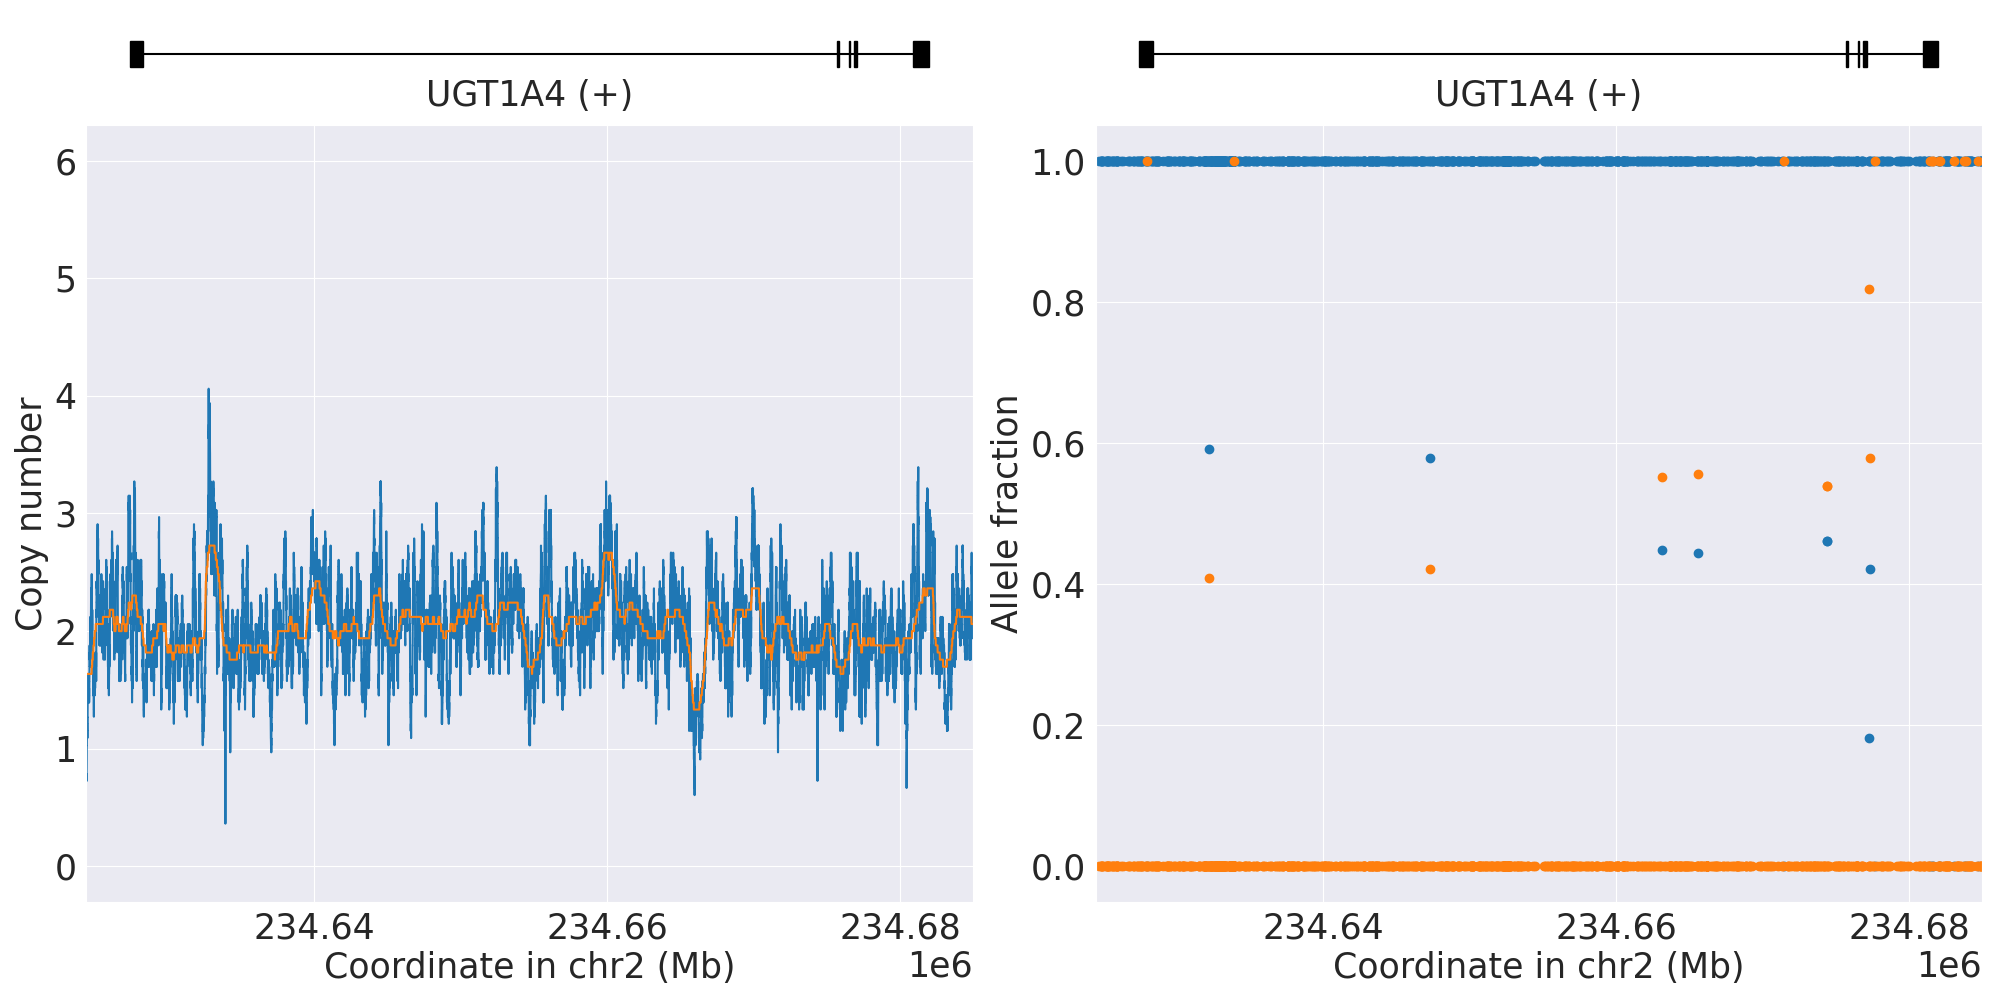 UGT1A4 (+)
6
5
4
3
2
1
0
Copy number
234.64
234.66
234.68
1e6
Coordinate in chr2 (Mb)
UGT1A4 (+)
1.0
0.8
0.6
0.4
0.2
0.0
Allele fraction
234.64
234.66
234.68
1e6
Coordinate in chr2 (Mb)